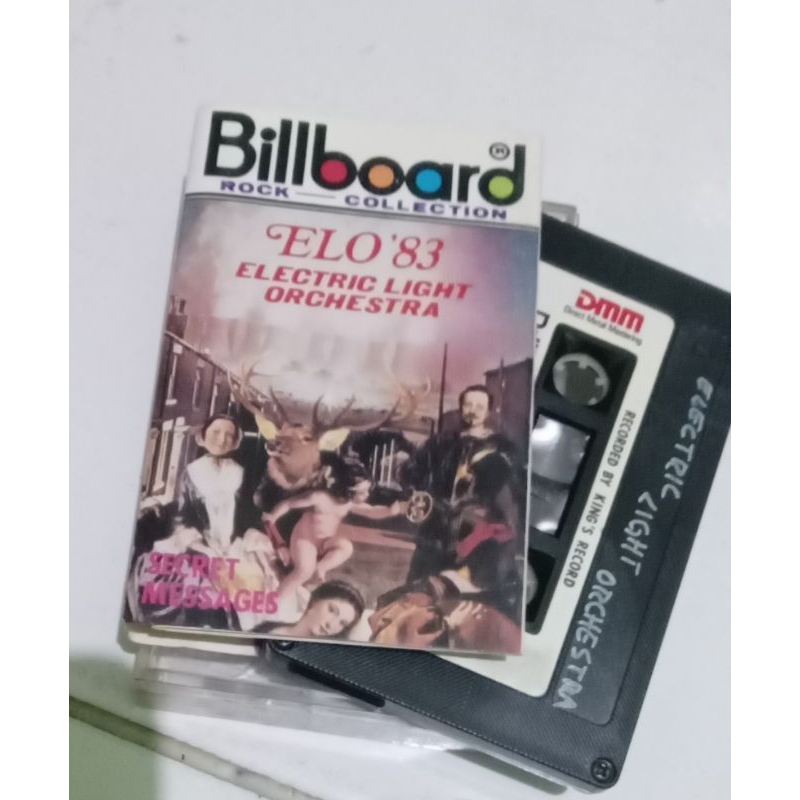 Billboard®
ROCK COLLECTION
ELO '83
ELECTRIC LIGHT
ORCHESTRA
SECRET
MESSAGES
DMM
Direct Metal Mastering
RECORDED BY KING'S RECORD
ELECTRIC LIGHT ORCHESTRA